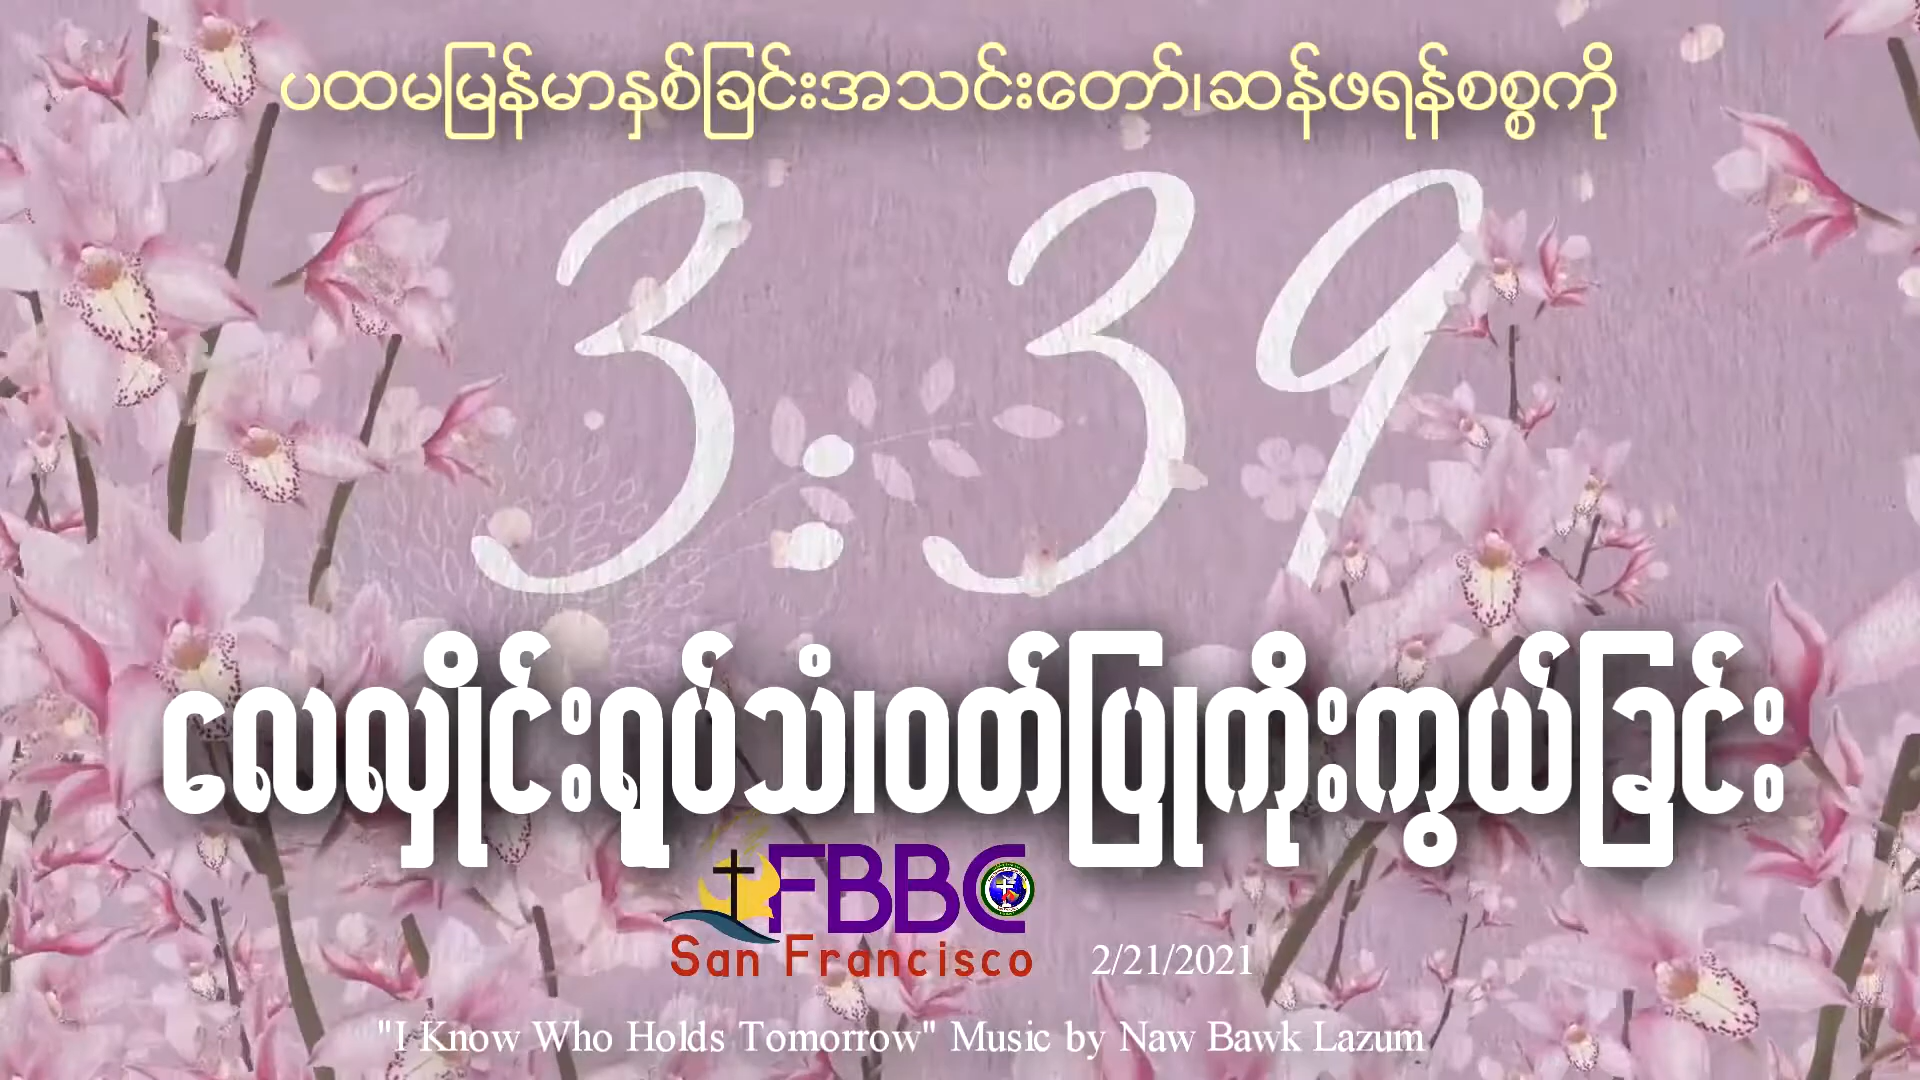 ပထမမြန်မာနှစ်ခြင်းအသင်းတော်၊ဆန်ဖရန်စစ္စကို
3:39
လေလှိုင်းရုပ်သံ၊ဝတ်ပြုကိုးကွယ်ခြင်း
FBBC
San Francisco
2/21/2021
"I Know Who Holds Tomorrow" Music by Naw Bawk Lazum